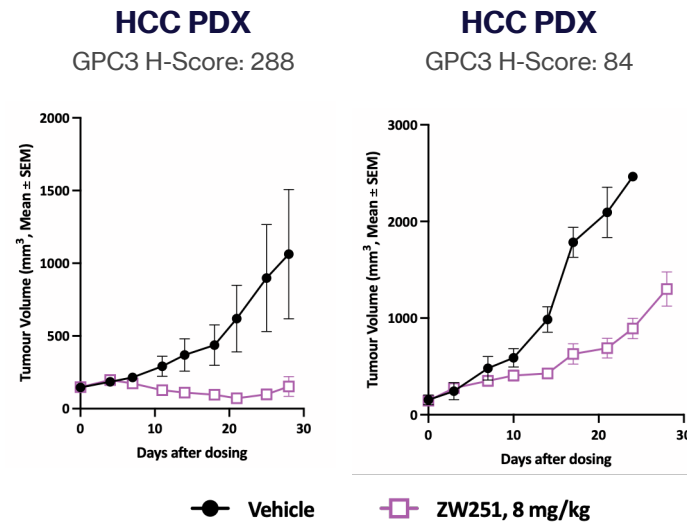 HCC PDX
GPC3 H-Score: 288
Tumour Volume (mm³, Mean ± SEM)
2000
1500
1000
500
0
0 10 20 30
Days after dosing
HCC PDX
GPC3 H-Score: 84
Tumour Volume (mm³, Mean ± SEM)
3000
2000
1000
0
0 10 20 30
Days after dosing
Vehicle
ZW251, 8 mg/kg